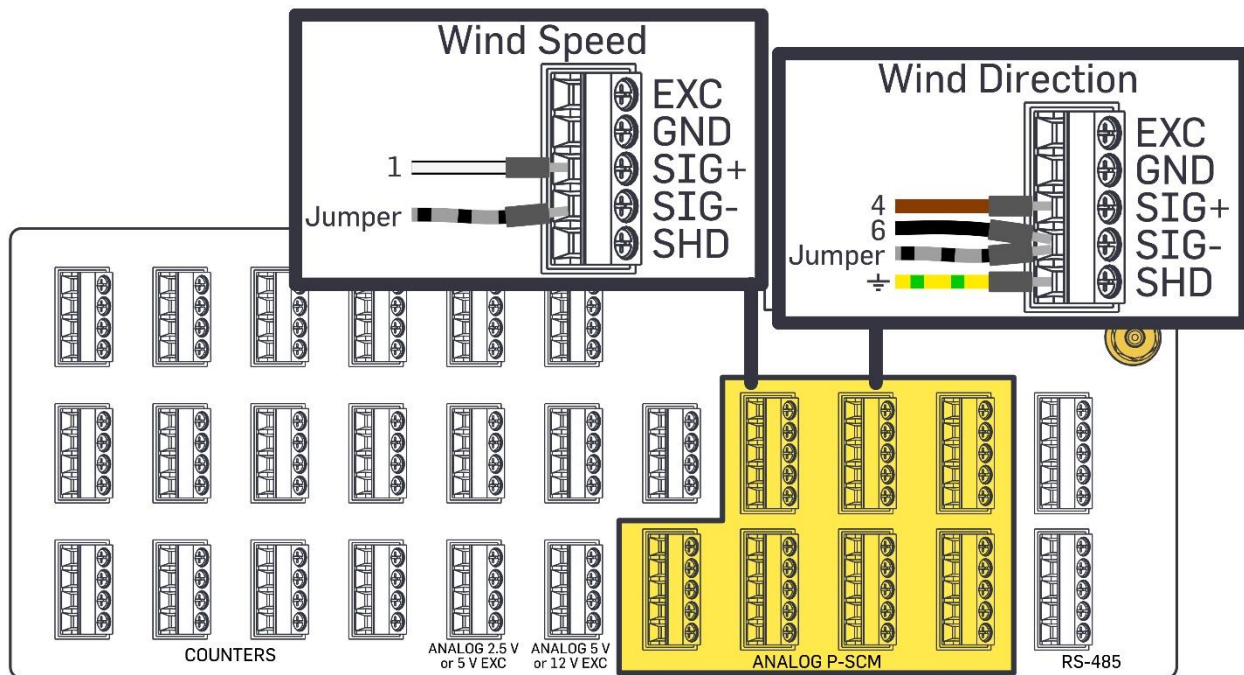 Wind Speed
EXC
GND
1 SIG+
Jumper SIG-
SHD
Wind Direction
EXC
GND
4 SIG+
6
Jumper SIG-
SHD
COUNTERS
ANALOG 2.5 V
or 5 V EXC
ANALOG 5 V
or 12 V EXC
ANALOG P-SCM
RS-485